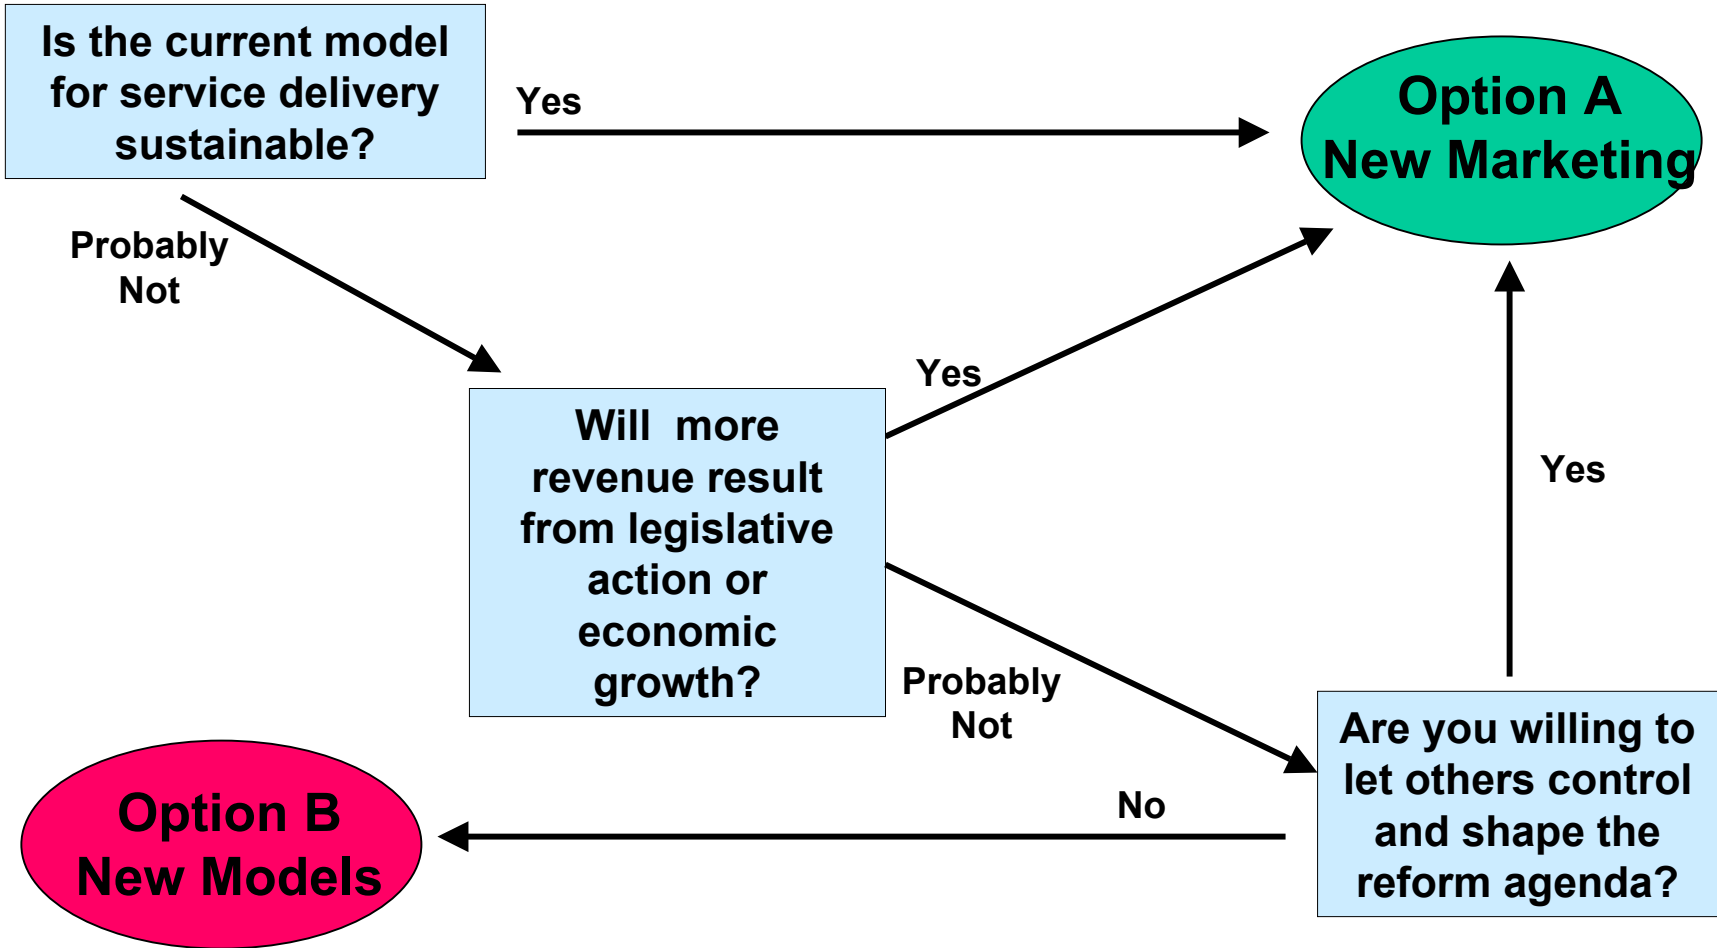 Is the current model
for service delivery
sustainable?
Yes
Option A
New Marketing
Probably
Not
Yes
Will more
revenue result
from legislative
action or
economic
growth?
Yes
Probably
Not
Are you willing to
let others control
and shape the
reform agenda?
No
Option B
New Models